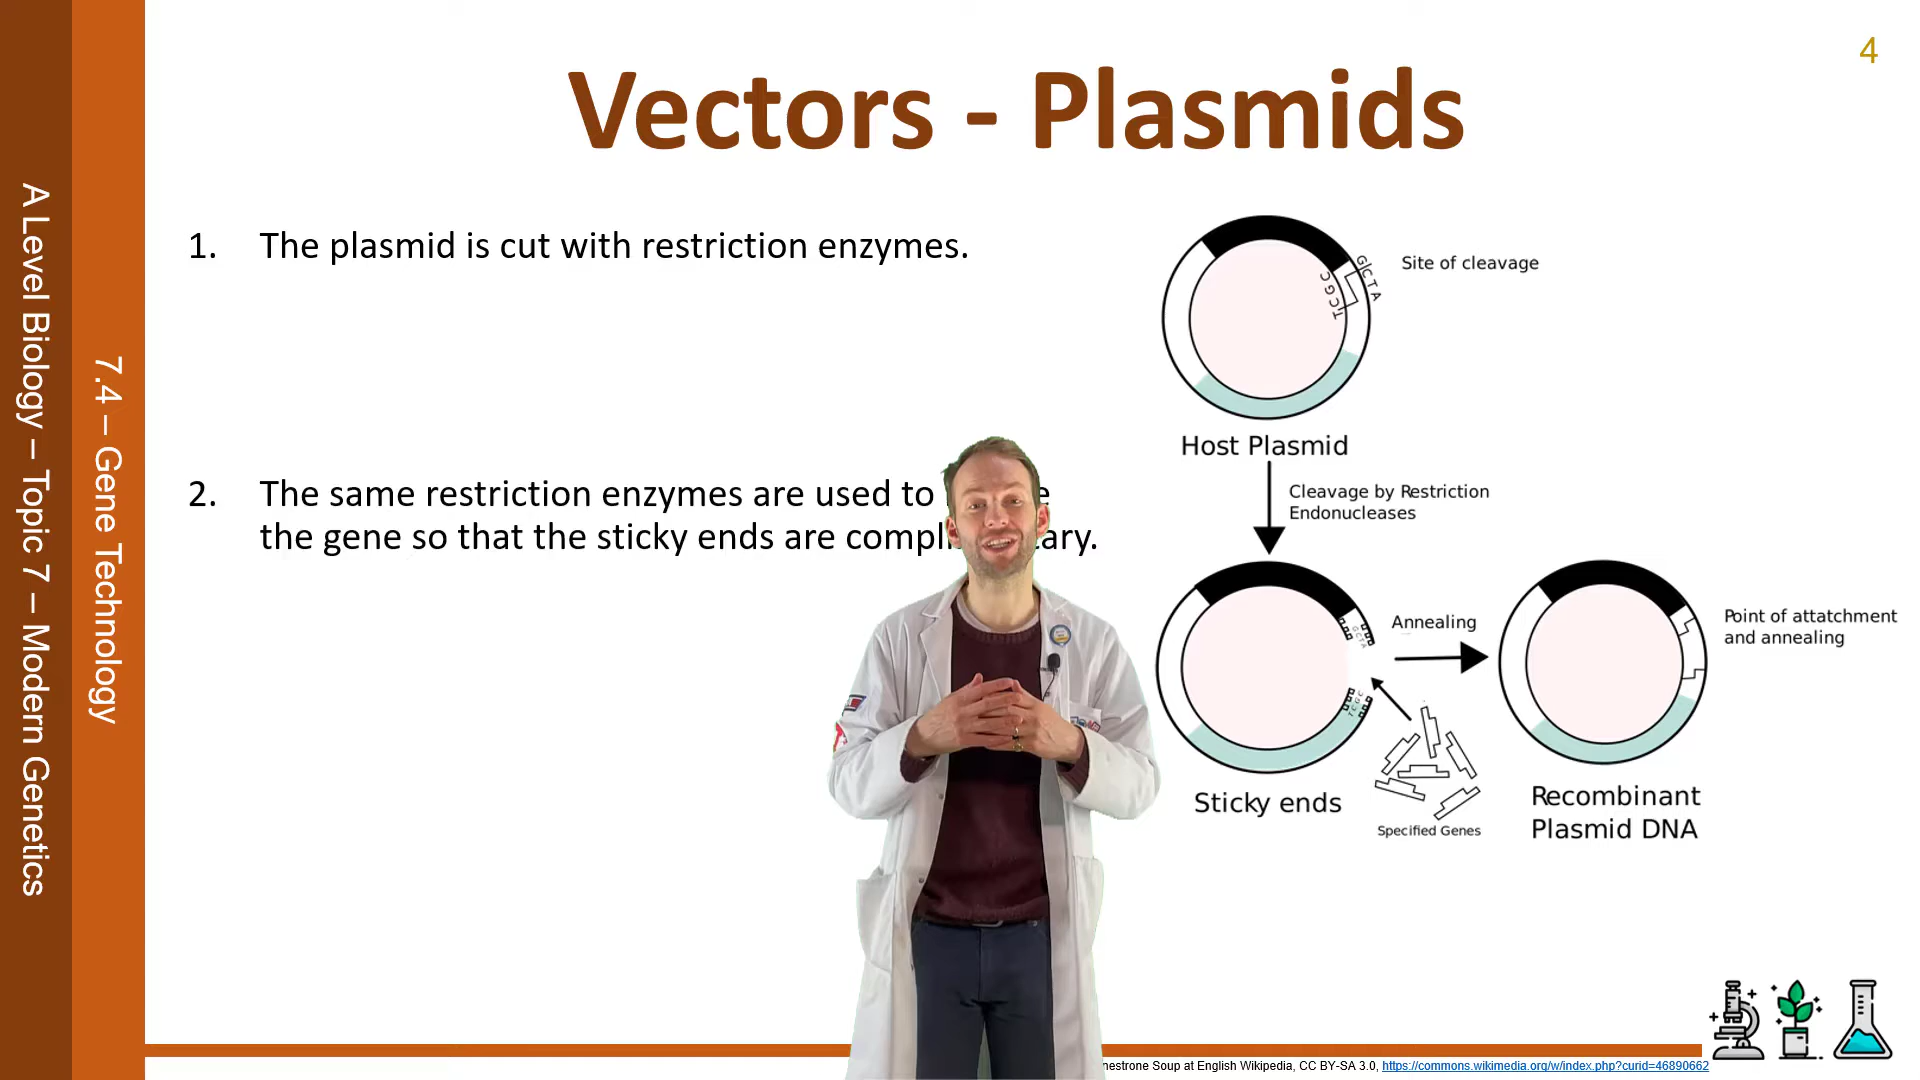 4
Vectors - Plasmids
A Level Biology – Topic 7 – Modern Genetics
7.4 – Gene Technology
1. The plasmid is cut with restriction enzymes.
2. The same restriction enzymes are used to
the gene so that the sticky ends are
GCTA
TCGC
Site of cleavage
Host Plasmid
Cleavage by Restriction
Endonucleases
GCTA
TCGC
Sticky ends
Annealing
Specified Genes
Point of attatchment
and annealing
Recombinant
Plasmid DNA
Soup at English Wikipedia, CC BY-SA 3.0, https://commons.wikimedia.org/w/index.php?curid=46890662